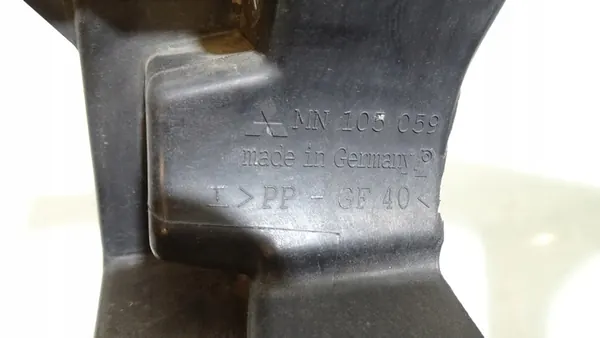 MN 105 059
made in Germany
I >PP - GF 40<